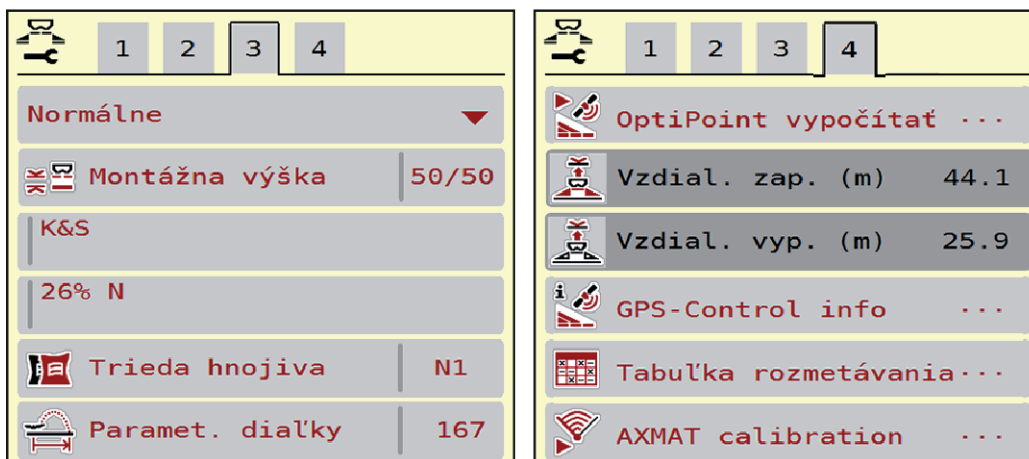 1 2 3 4
Normálne
Montážna výška 50/50
K&S
26% N
Trieda hnojiva N1
Paramet. diaľky 167
1 2 3 4
OptiPoint vypočítať ...
Vzdial. zap. (m) 44.1
Vzdial. vyp. (m) 25.9
GPS-Control info ...
Tabuľka rozmetávania...
AXMAT calibration ...